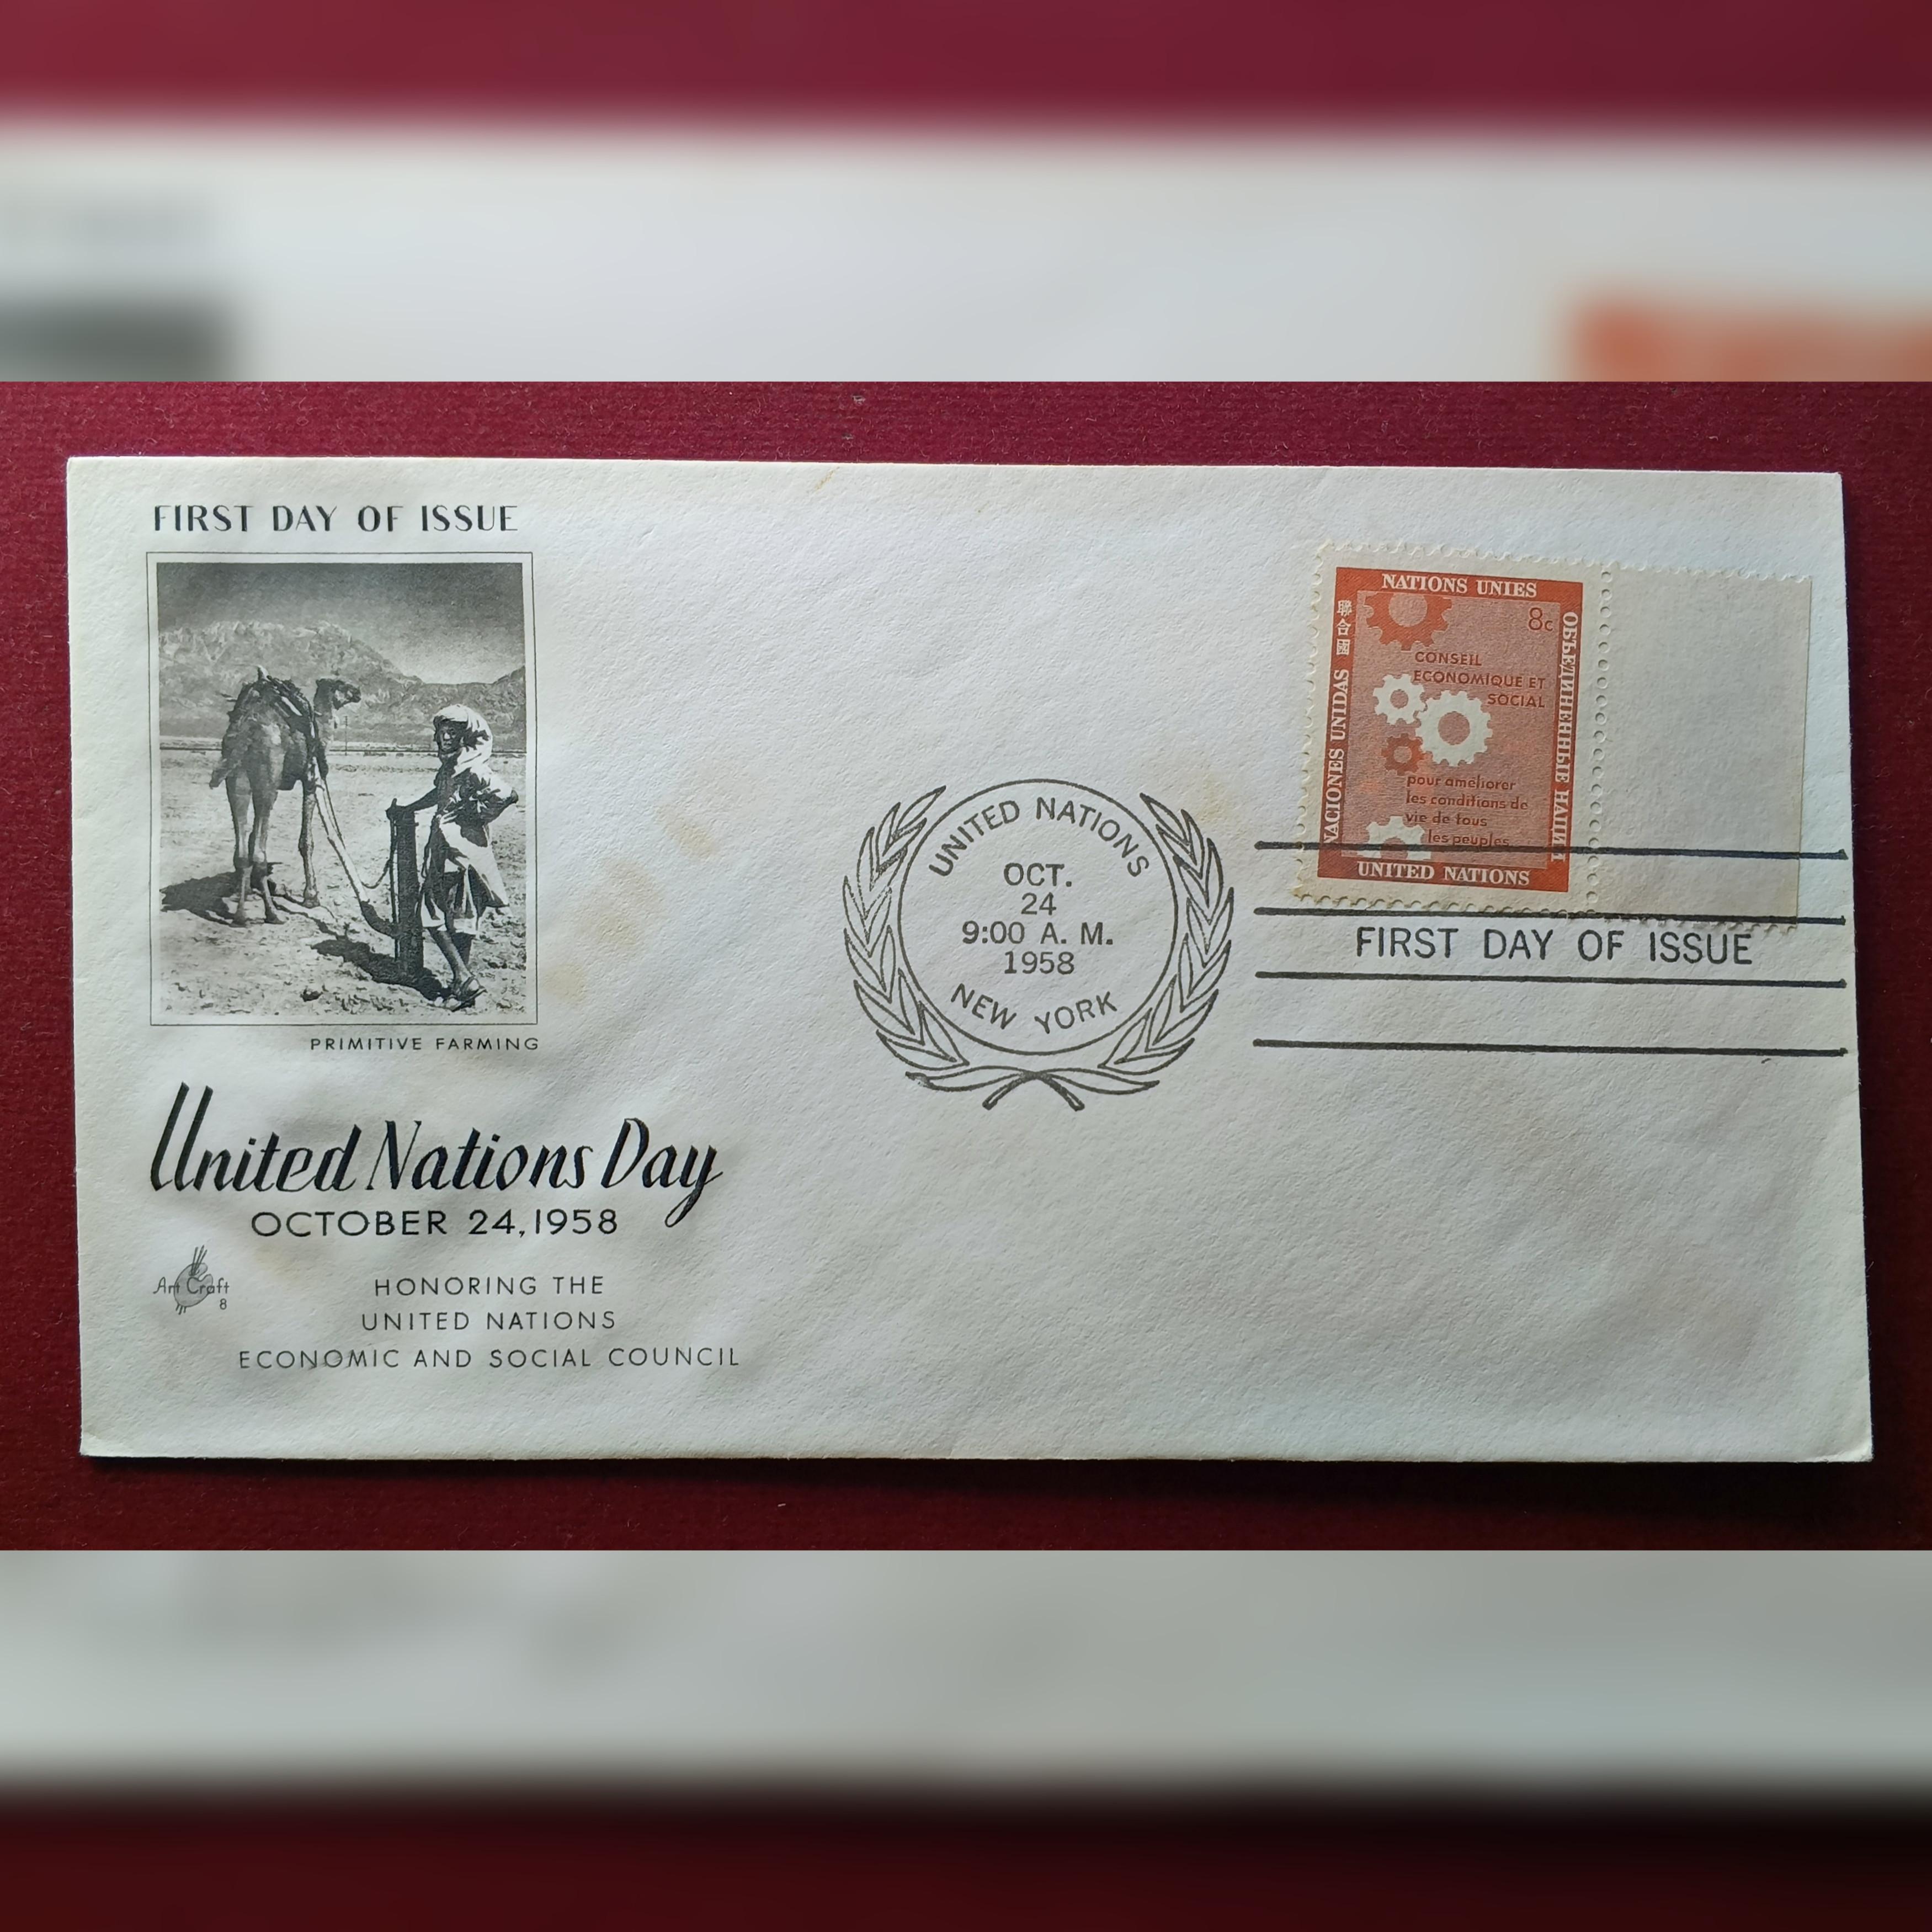 FIRST DAY OF ISSUE
PRIMITIVE FARMING
United Nations Day
OCTOBER 24, 1958
Art Craft
8
HONORING THE
UNITED NATIONS
ECONOMIC AND SOCIAL COUNCIL
UNITED NATIONS
OCT.
24
9:00 A. M.
1958
NEW YORK
NATIONS UNIES
8c
聯合國
NACIONES UNIDAS
ОБЪЕДИНЕННЫЕ НАЦИИ
CONSEIL
ECONOMIQUE ET
SOCIAL
pour améliorer
les conditions de
vie de tous
les peuples
UNITED NATIONS
FIRST DAY OF ISSUE